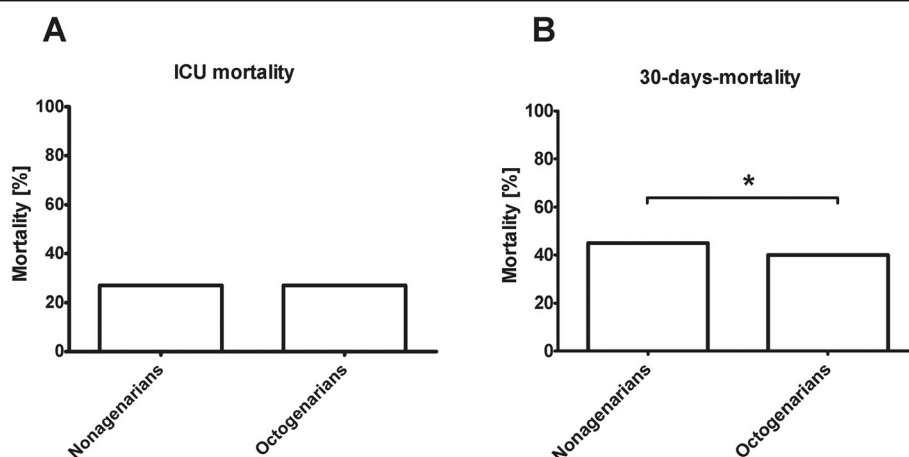 A
ICU mortality
Mortality [%]
100
80
60
40
20
0
Nonagenarians
Octogenarians
B
30-days-mortality
Mortality [%]
100
80
60
40
20
0
*
Nonagenarians
Octogenarians